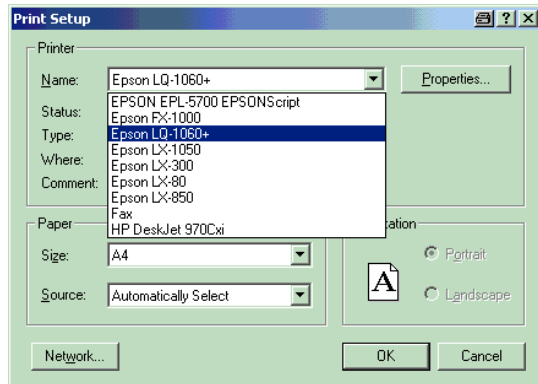 Print Setup
Printer
Name:
Epson LQ-1060+
Properties...
EPSON EPL-5700 EPSONScript
Epson FX-1000
Epson LQ-1060+
Epson LX-1050
Epson LX-300
Epson LX-80
Epson LX-850
Fax
HP DeskJet 970Cxi
Status:
Type:
Where:
Comment:
Paper
Size:
A4
Source:
Automatically Select
ation
A
Portrait
Landscape
Network...
OK
Cancel